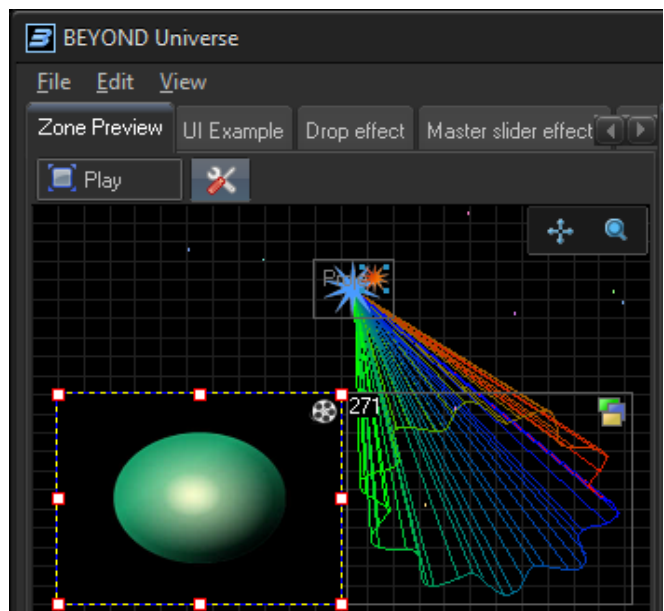 BEYOND Universe
File Edit View
Zone Preview UI Example Drop effect Master slider effect
Play
271